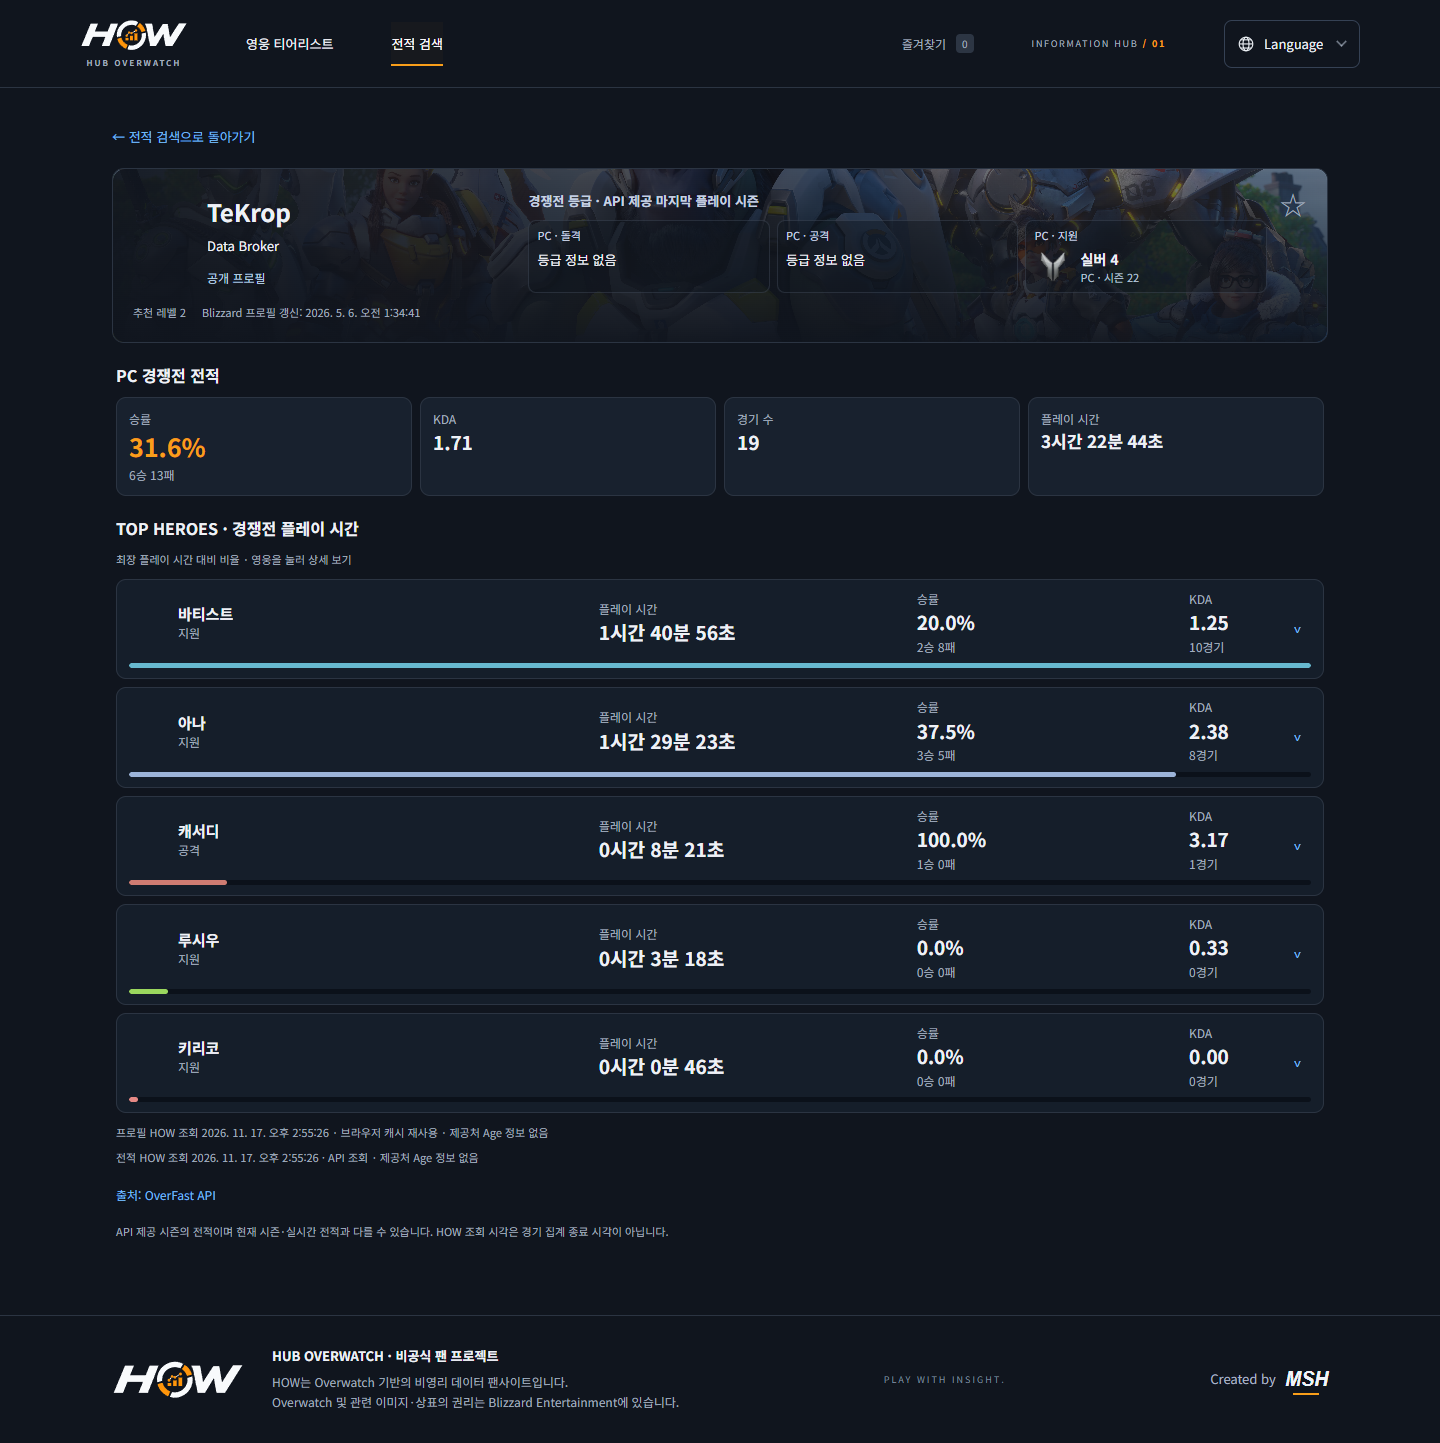 HOW
HUB OVERWATCH
영웅 티어리스트
전적 검색
즐겨찾기 0
INFORMATION HUB / 01
Language
← 전적 검색으로 돌아가기
TeKrop
Data Broker
공개 프로필
추천 레벨 2
Blizzard 프로필 갱신: 2026. 5. 6. 오전 1:34:41
경쟁전 등급 · API 제공 마지막 플레이 시즌
PC · 돌격
등급 정보 없음
PC · 공격
등급 정보 없음
PC · 지원
실버 4
PC · 시즌 22
PC 경쟁전 전적
승률
31.6%
6승 13패
KDA
1.71
경기 수
19
플레이 시간
3시간 22분 44초
TOP HEROES · 경쟁전 플레이 시간
최장 플레이 시간 대비 비율 · 영웅을 눌러 상세 보기
바티스트
지원
플레이 시간
1시간 40분 56초
승률
20.0%
2승 8패
KDA
1.25
10경기
v
아나
지원
플레이 시간
1시간 29분 23초
승률
37.5%
3승 5패
KDA
2.38
8경기
v
캐서디
공격
플레이 시간
0시간 8분 21초
승률
100.0%
1승 0패
KDA
3.17
1경기
v
루시우
지원
플레이 시간
0시간 3분 18초
승률
0.0%
0승 0패
KDA
0.33
0경기
v
키리코
지원
플레이 시간
0시간 0분 46초
승률
0.0%
0승 0패
KDA
0.00
0경기
v
프로필 HOW 조회 2026. 11. 17. 오후 2:55:26 · 브라우저 캐시 재사용 · 제공처 Age 정보 없음
전적 HOW 조회 2026. 11. 17. 오후 2:55:26 · API 조회 · 제공처 Age 정보 없음
출처: OverFast API
API 제공 시즌의 전적이며 현재 시즌·실시간 전적과 다를 수 있습니다. HOW 조회 시각은 경기 집계 종료 시각이 아닙니다.
HOW
HUB OVERWATCH · 비공식 팬 프로젝트
HOW는 Overwatch 기반의 비영리 데이터 팬사이트입니다.
Overwatch 및 관련 이미지·상표의 권리는 Blizzard Entertainment에 있습니다.
PLAY WITH INSIGHT.
Created by MSH